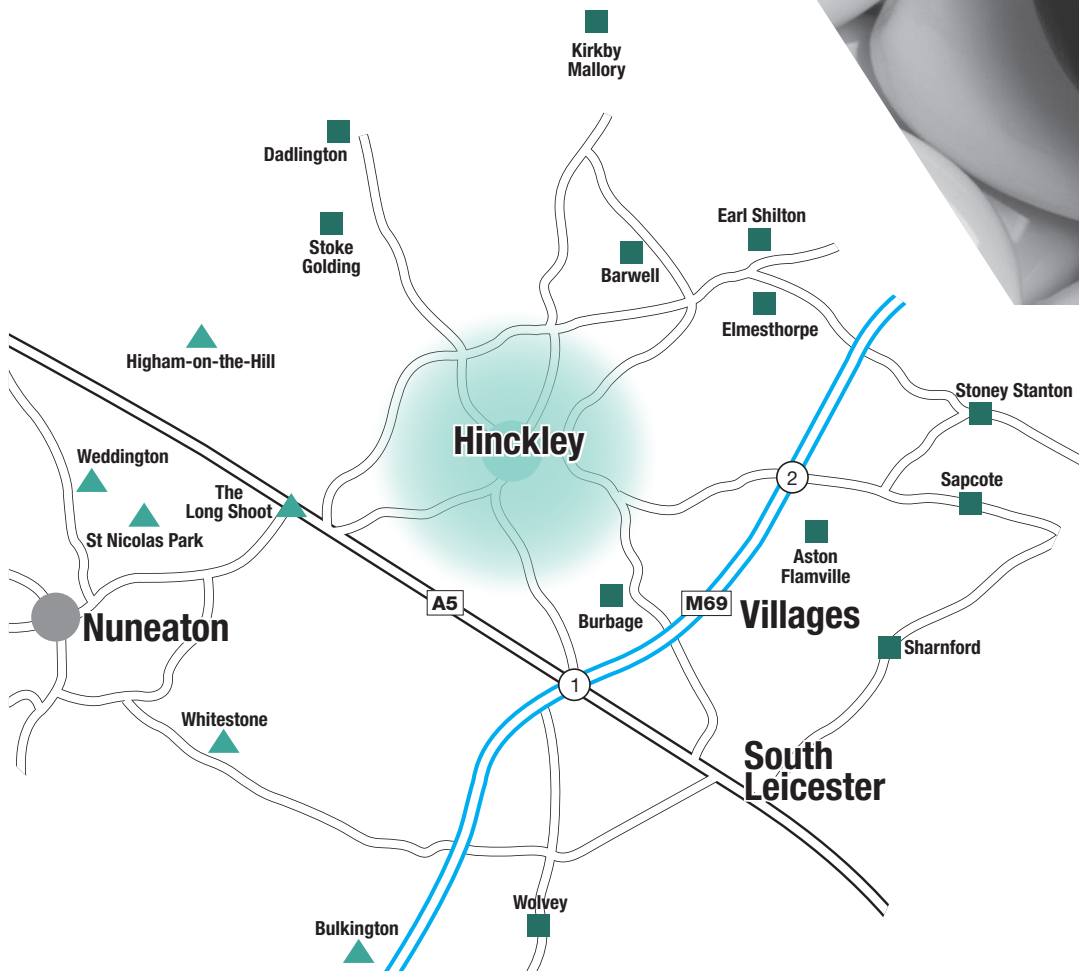 Kirkby
Mallory
Dadlington
Earl Shilton
Stoke
Golding
Barwell
Elmesthorpe
Higham-on-the-Hill
Stoney Stanton
Hinckley
Weddington
2
Sapcote
The
Long Shoot
St Nicolas Park
Aston
Flamville
A5
M69
Burbage
Villages
Nuneaton
Sharnford
1
Whitestone
South
Leicester
Wolvey
Bulkington